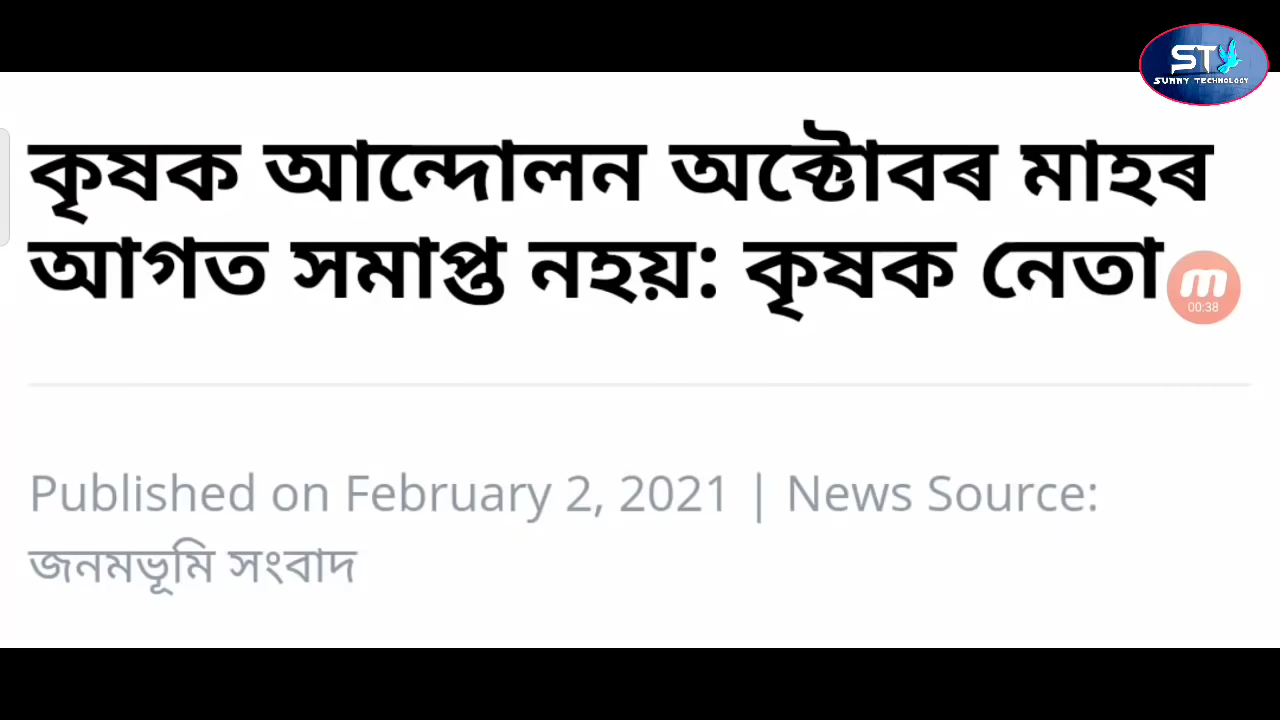 ST
SUNNY TECHNOLOGY
কৃষক আন্দোলন অক্টোবৰৰ মাহৰ
আগত সমাপ্ত নহয়: কৃষক নেতা
00:38
Published on February 2, 2021 | News Source:
জনমভূমি সংবাদ